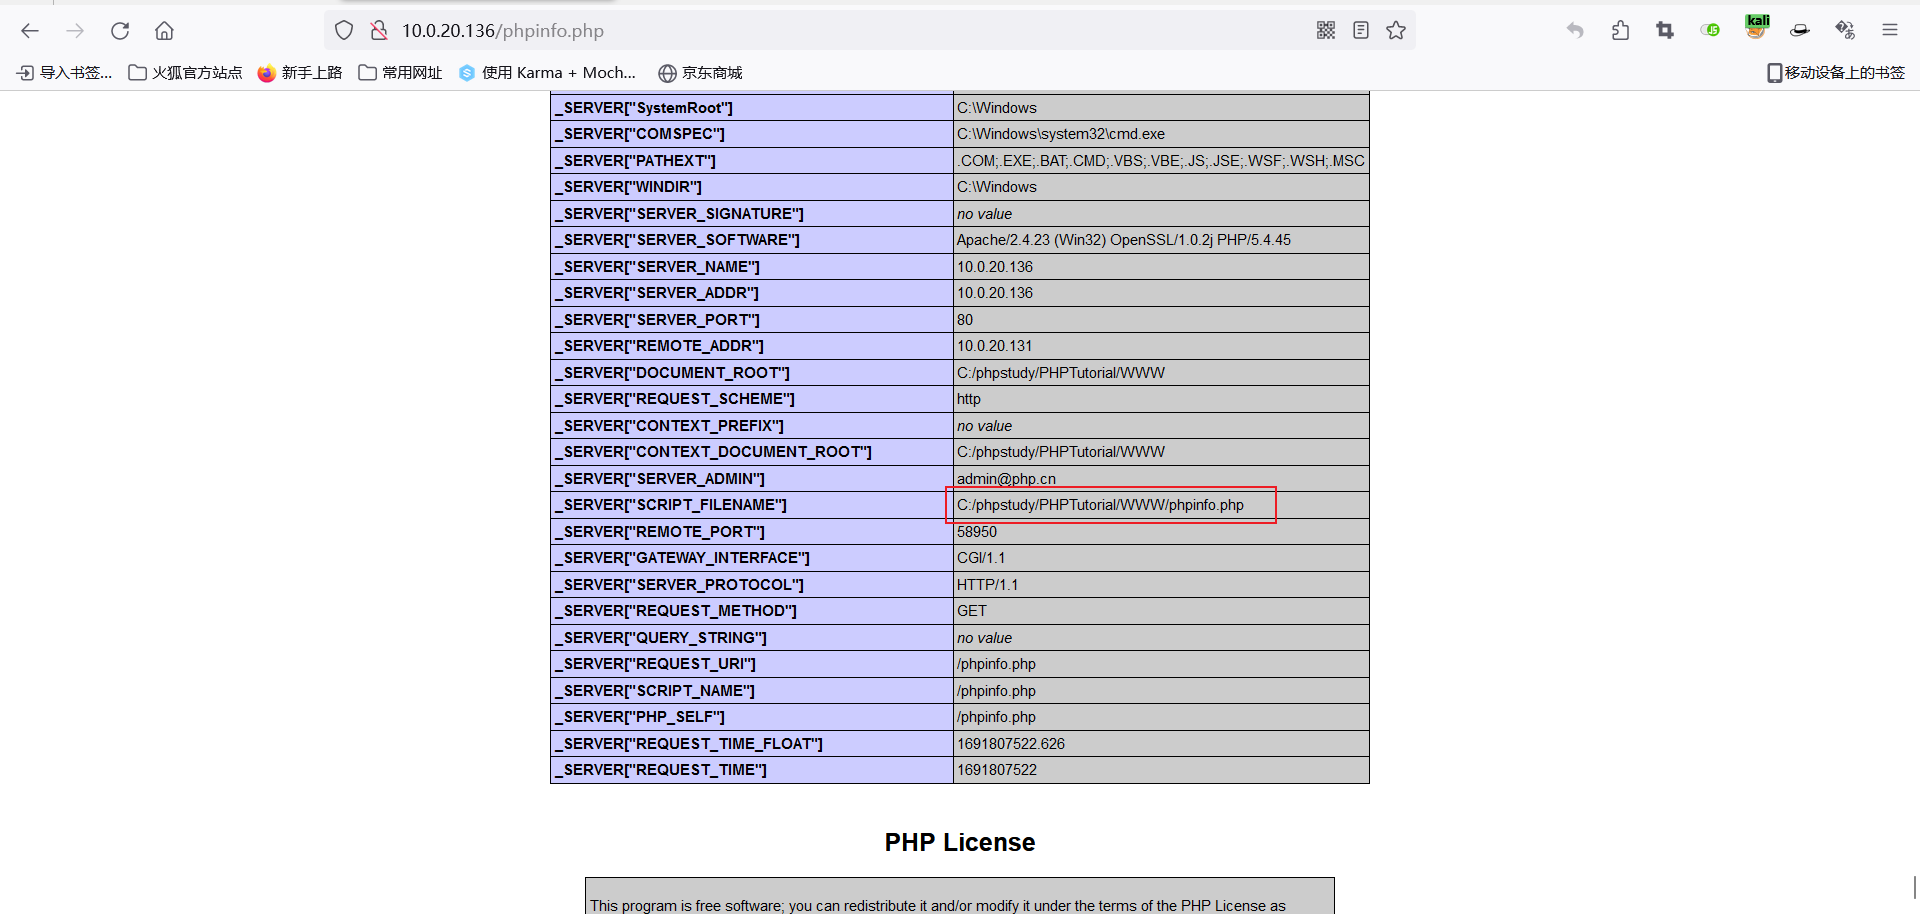 10.0.20.136/phpinfo.php
JS
kali
导入书签...
火狐官方站点
新手上路
常用网址
使用 Karma + Moch...
京东商城
移动设备上的书签
_SERVER["SystemRoot"] C:\Windows
_SERVER["COMSPEC"] C:\Windows\system32\cmd.exe
_SERVER["PATHEXT"] .COM;.EXE;.BAT;.CMD;.VBS;.VBE;.JS;.JSE;.WSF;.WSH;.MSC
_SERVER["WINDIR"] C:\Windows
_SERVER["SERVER_SIGNATURE"] no value
_SERVER["SERVER_SOFTWARE"] Apache/2.4.23 (Win32) OpenSSL/1.0.2j PHP/5.4.45
_SERVER["SERVER_NAME"] 10.0.20.136
_SERVER["SERVER_ADDR"] 10.0.20.136
_SERVER["SERVER_PORT"] 80
_SERVER["REMOTE_ADDR"] 10.0.20.131
_SERVER["DOCUMENT_ROOT"] C:/phpstudy/PHPTutorial/WWW
_SERVER["REQUEST_SCHEME"] http
_SERVER["CONTEXT_PREFIX"] no value
_SERVER["CONTEXT_DOCUMENT_ROOT"] C:/phpstudy/PHPTutorial/WWW
_SERVER["SERVER_ADMIN"] admin@php.cn
_SERVER["SCRIPT_FILENAME"] C:/phpstudy/PHPTutorial/WWW/phpinfo.php
_SERVER["REMOTE_PORT"] 58950
_SERVER["GATEWAY_INTERFACE"] CGI/1.1
_SERVER["SERVER_PROTOCOL"] HTTP/1.1
_SERVER["REQUEST_METHOD"] GET
_SERVER["QUERY_STRING"] no value
_SERVER["REQUEST_URI"] /phpinfo.php
_SERVER["SCRIPT_NAME"] /phpinfo.php
_SERVER["PHP_SELF"] /phpinfo.php
_SERVER["REQUEST_TIME_FLOAT"] 1691807522.626
_SERVER["REQUEST_TIME"] 1691807522
PHP License
This program is free software; you can redistribute it and/or modify it under the terms of the PHP License as